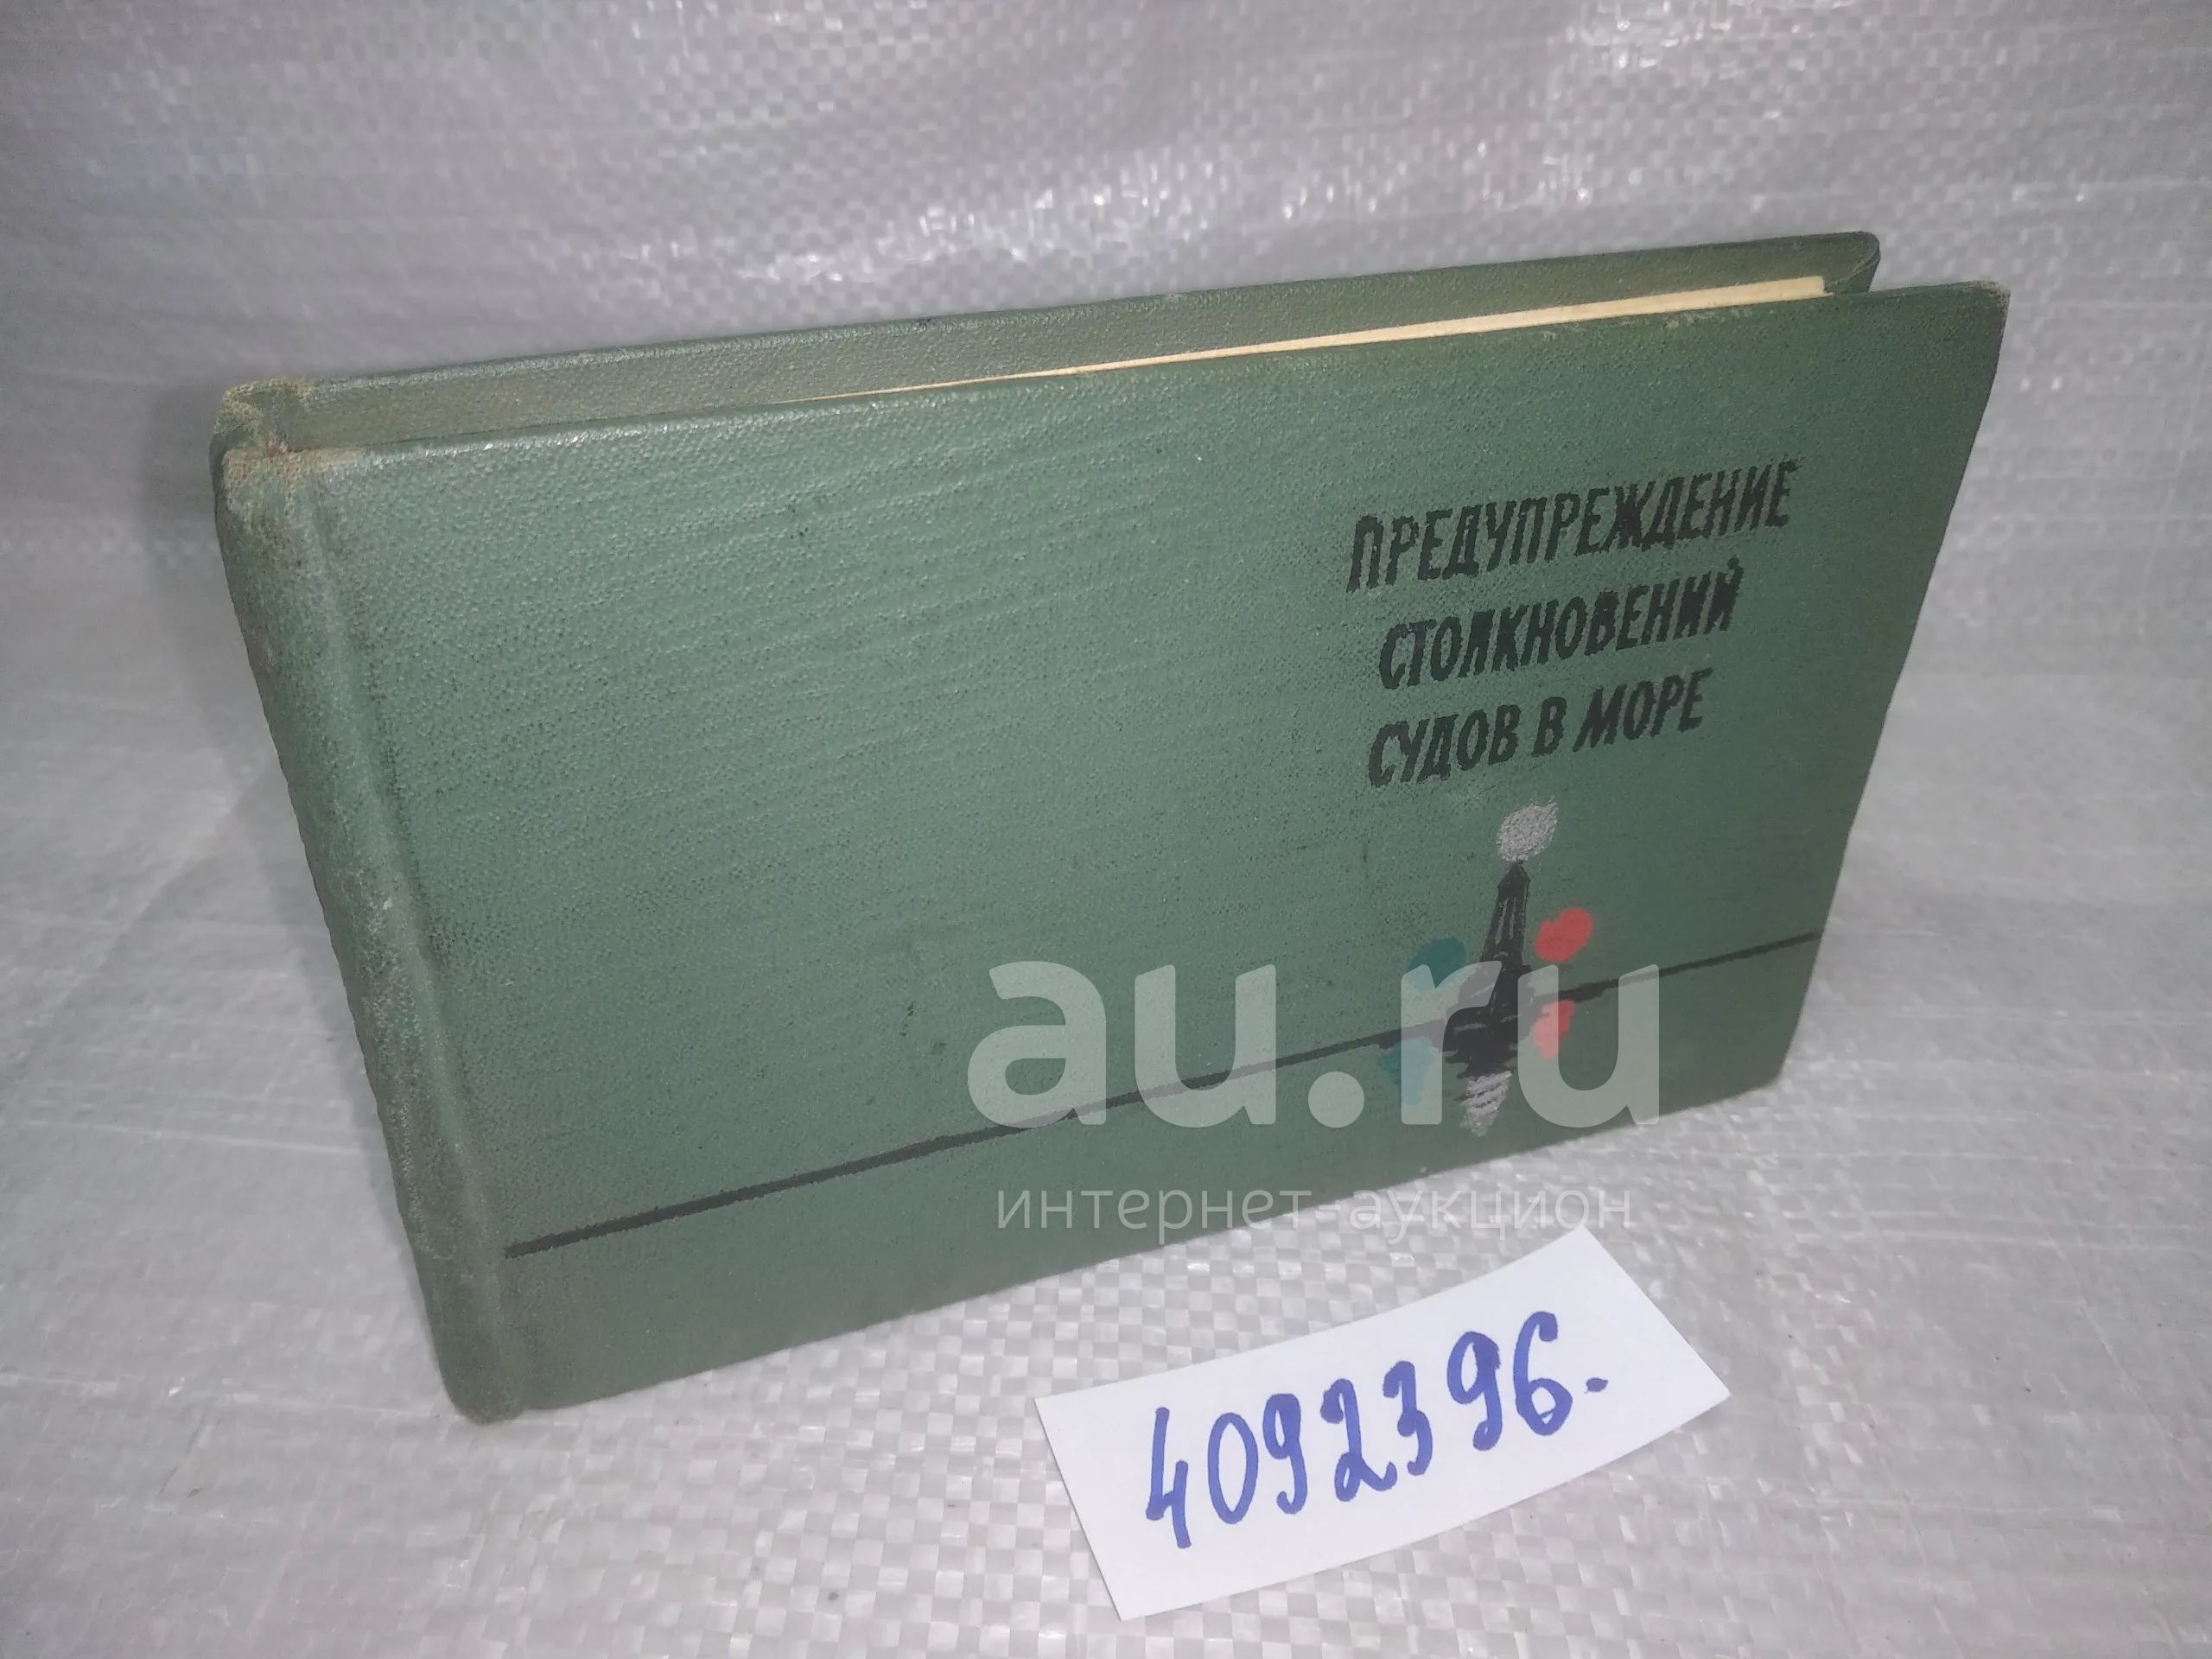 ПРЕДУПРЕЖДЕНИЕ
СТОЛКНОВЕНИЙ
СУДОВ В МОРЕ
au.ru
интернет-аукцион
4092396.